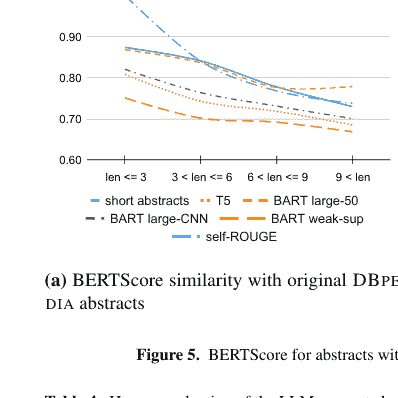 0.90
0.80
0.70
0.60
len <= 3 3 < len <= 6 6 < len <= 9 9 < len
short abstracts T5 BART large-50
BART large-CNN BART weak-sup
self-ROUGE
(a) BERTScore similarity with original DBPE
DIA abstracts
Figure 5. BERTScore for abstracts wit